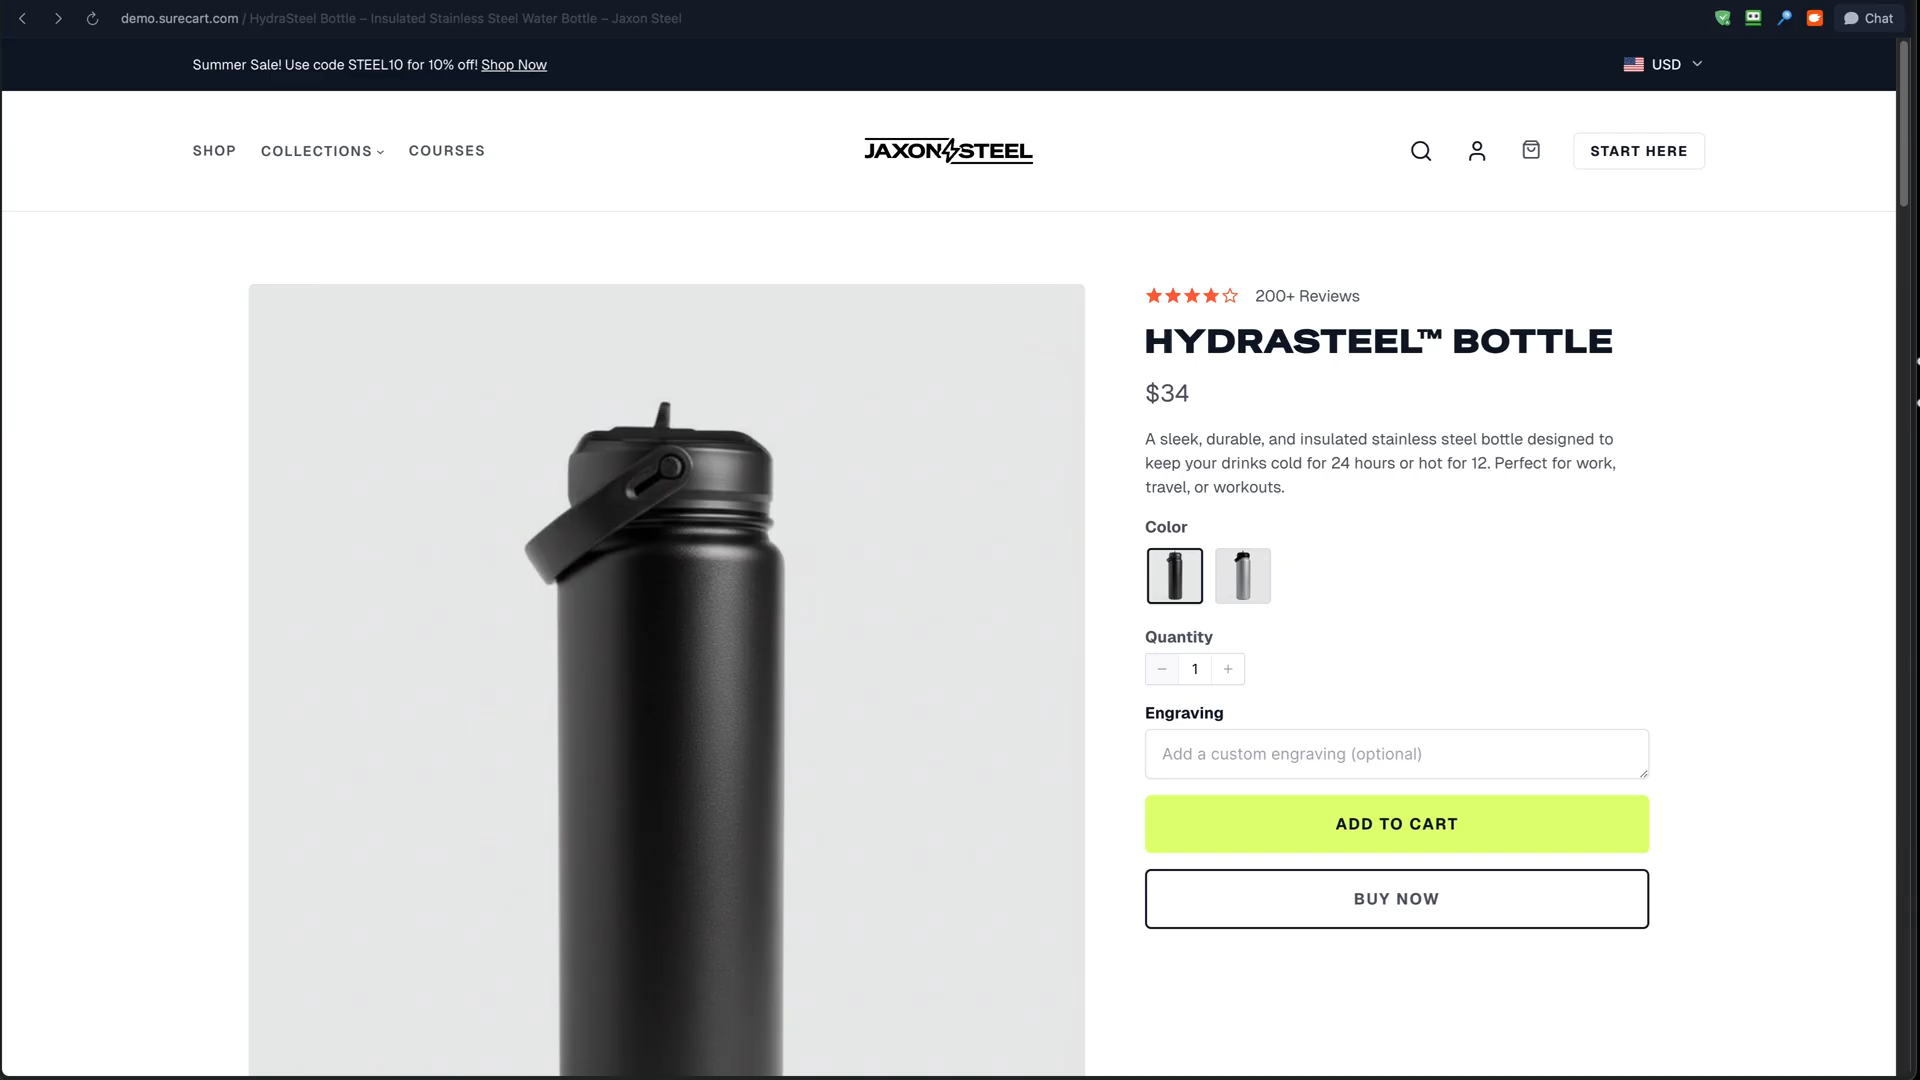 demo.surecart.com / HydraSteel Bottle – Insulated Stainless Steel Water Bottle – Jaxon Steel
Chat
Summer Sale! Use code STEEL10 for 10% off! Shop Now
USD
SHOP
COLLECTIONS
COURSES
JAXON STEEL
START HERE
200+ Reviews
HYDRASTEEL™ BOTTLE
$34
A sleek, durable, and insulated stainless steel bottle designed to
keep your drinks cold for 24 hours or hot for 12. Perfect for work,
travel, or workouts.
Color
Quantity
− 1 +
Engraving
Add a custom engraving (optional)
ADD TO CART
BUY NOW